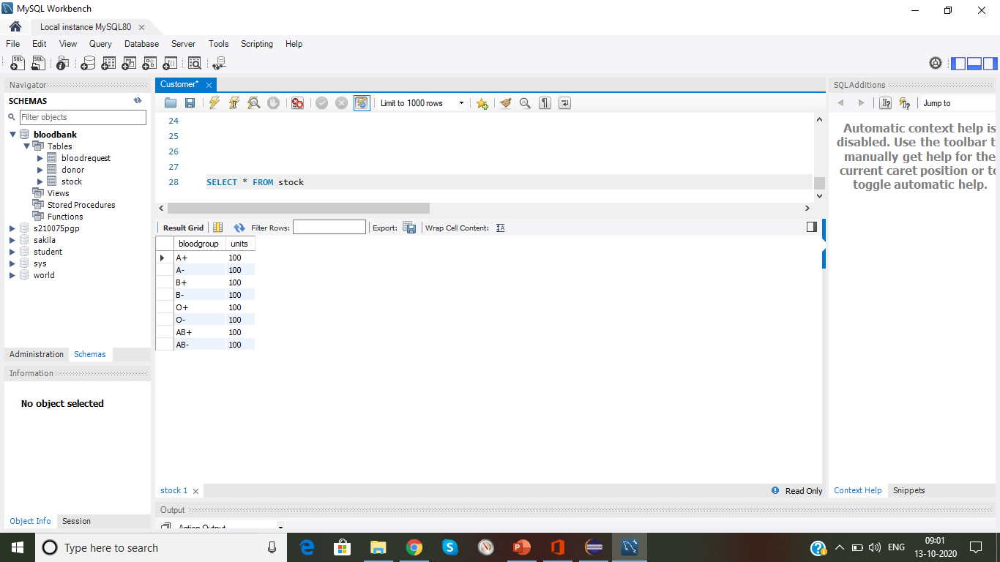 MySQL Workbench
Local instance MySQL80
File Edit View Query Database Server Tools Scripting Help
Navigator
SCHEMAS
Filter objects
bloodbank
Tables
bloodrequest
donor
stock
Views
Stored Procedures
Functions
s210075pgp
sakila
student
sys
world
Administration Schemas
Information
No object selected
Object Info Session
Customer*
Limit to 1000 rows
24
25
26
27
28 SELECT * FROM stock
Result Grid Filter Rows: Export: Wrap Cell Content:
bloodgroup units
A+ 100
A- 100
B+ 100
B- 100
O+ 100
O- 100
AB+ 100
AB- 100
stock 1 Read Only
Output
Action Output
SQLAdditions
Jump to
Automatic context help is
disabled. Use the toolbar t
manually get help for the
current caret position or to
toggle automatic help.
Context Help Snippets
Type here to search
ENG
09:01
13-10-2020